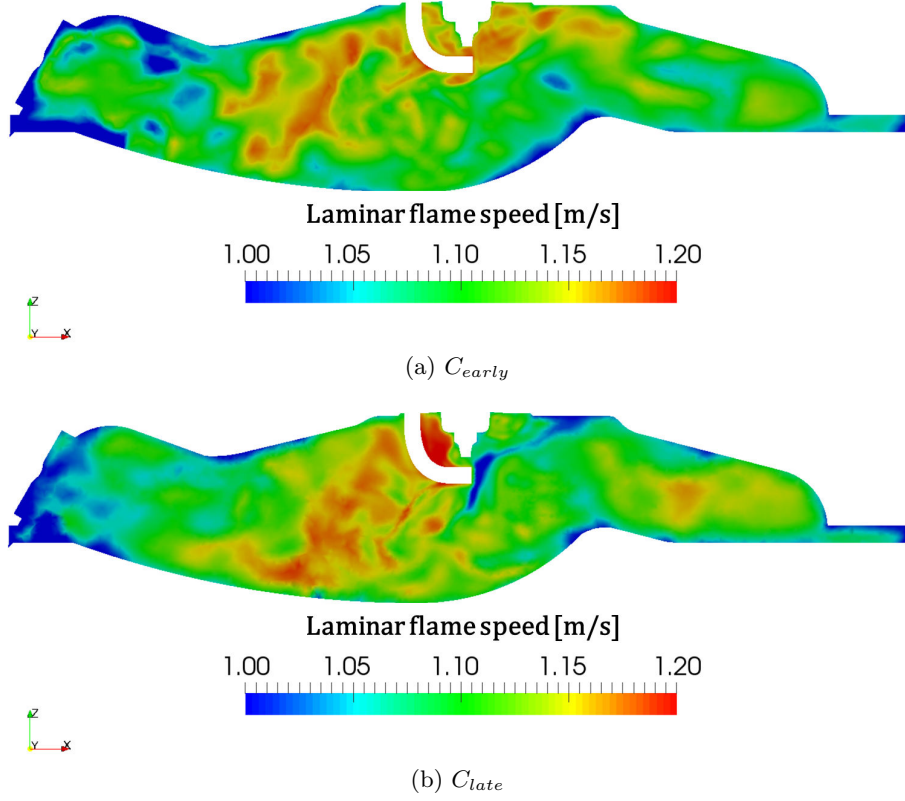 Laminar flame speed [m/s]
1.00 1.05 1.10 1.15 1.20
Z
Y X
(a) C_early
Laminar flame speed [m/s]
1.00 1.05 1.10 1.15 1.20
Z
Y X
(b) C_late